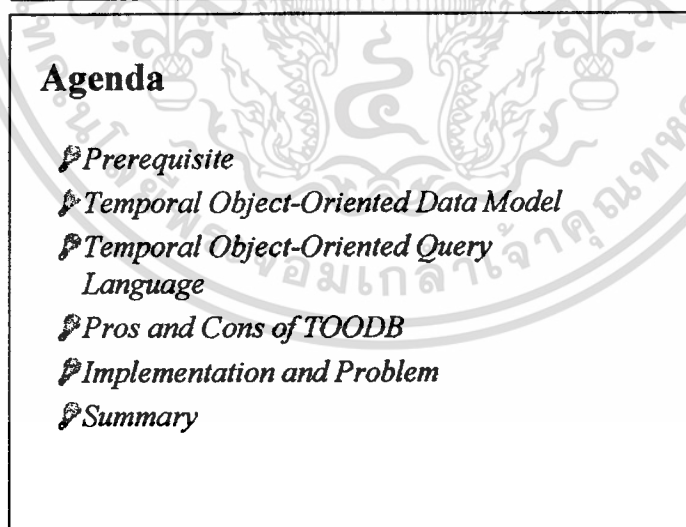 Agenda
Prerequisite
Temporal Object-Oriented Data Model
Temporal Object-Oriented Query
Language
Pros and Cons of TOODB
Implementation and Problem
Summary